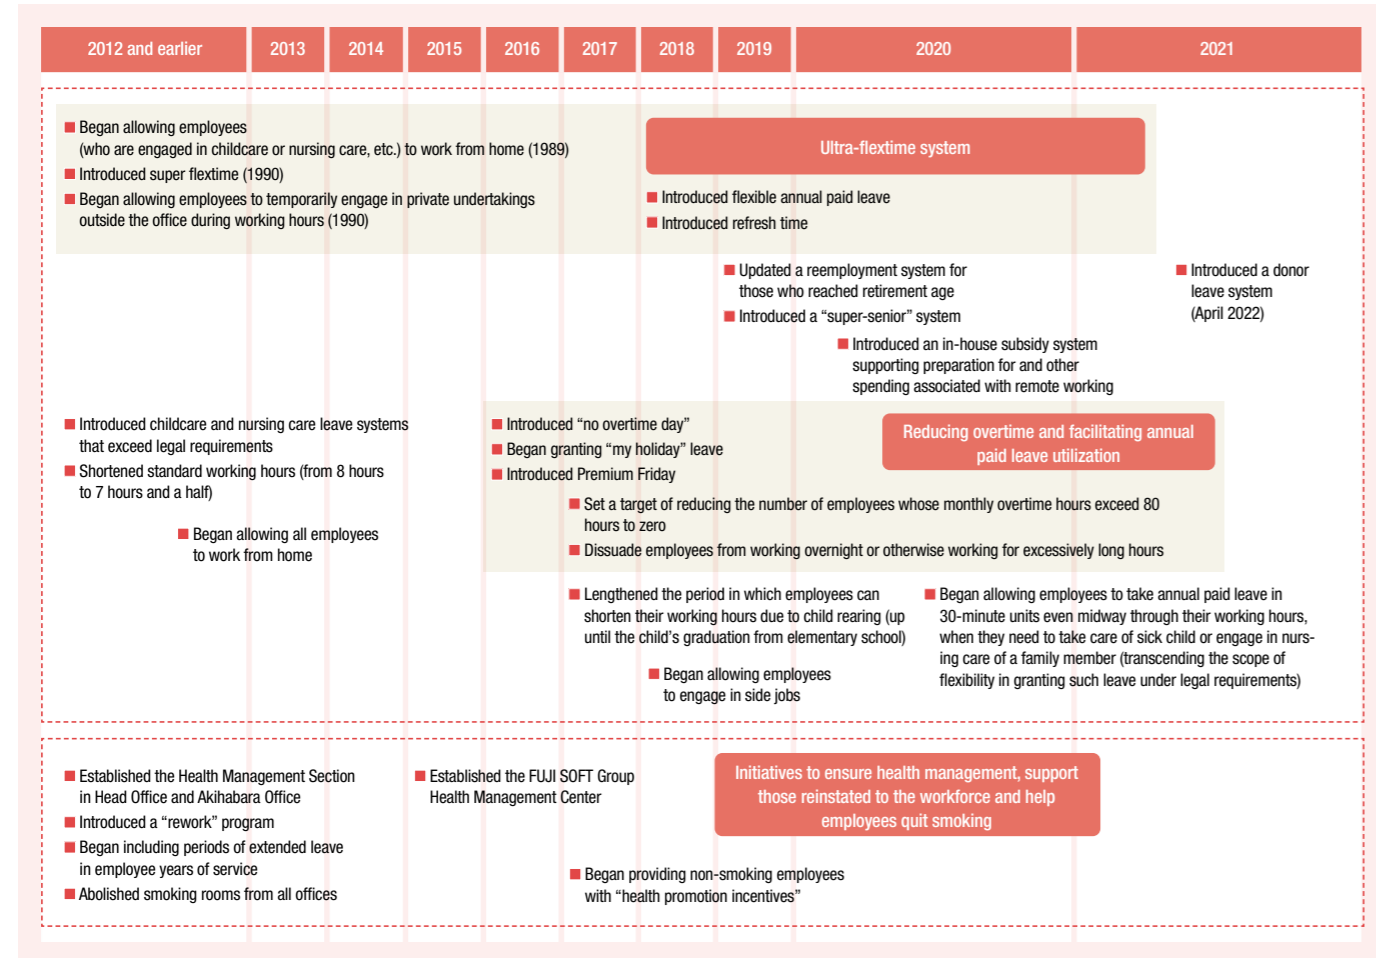 2012 and earlier
2013
2014
2015
2016
2017
2018
2019
2020
2021
Began allowing employees
(who are engaged in childcare or nursing care, etc.) to work from home (1989)
Introduced super flextime (1990)
Began allowing employees to temporarily engage in private undertakings
outside the office during working hours (1990)
Ultra-flextime system
Introduced flexible annual paid leave
Introduced refresh time
Updated a reemployment system for
those who reached retirement age
Introduced a “super-senior” system
Introduced a donor
leave system
(April 2022)
Introduced an in-house subsidy system
supporting preparation for and other
spending associated with remote working
Introduced childcare and nursing care leave systems
that exceed legal requirements
Shortened standard working hours (from 8 hours
to 7 hours and a half)
Began allowing all employees
to work from home
Introduced “no overtime day”
Began granting “my holiday” leave
Introduced Premium Friday
Reducing overtime and facilitating annual
paid leave utilization
Set a target of reducing the number of employees whose monthly overtime hours exceed 80
hours to zero
Dissuade employees from working overnight or otherwise working for excessively long hours
Lengthened the period in which employees can
shorten their working hours due to child rearing (up
until the child’s graduation from elementary school)
Began allowing employees
to engage in side jobs
Began allowing employees to take annual paid leave in
30-minute units even midway through their working hours,
when they need to take care of sick child or engage in nurs-
ing care of a family member (transcending the scope of
flexibility in granting such leave under legal requirements)
Established the Health Management Section
in Head Office and Akihabara Office
Introduced a “rework” program
Began including periods of extended leave
in employee years of service
Abolished smoking rooms from all offices
Established the FUJI SOFT Group
Health Management Center
Initiatives to ensure health management, support
those reinstated to the workforce and help
employees quit smoking
Began providing non-smoking employees
with “health promotion incentives”